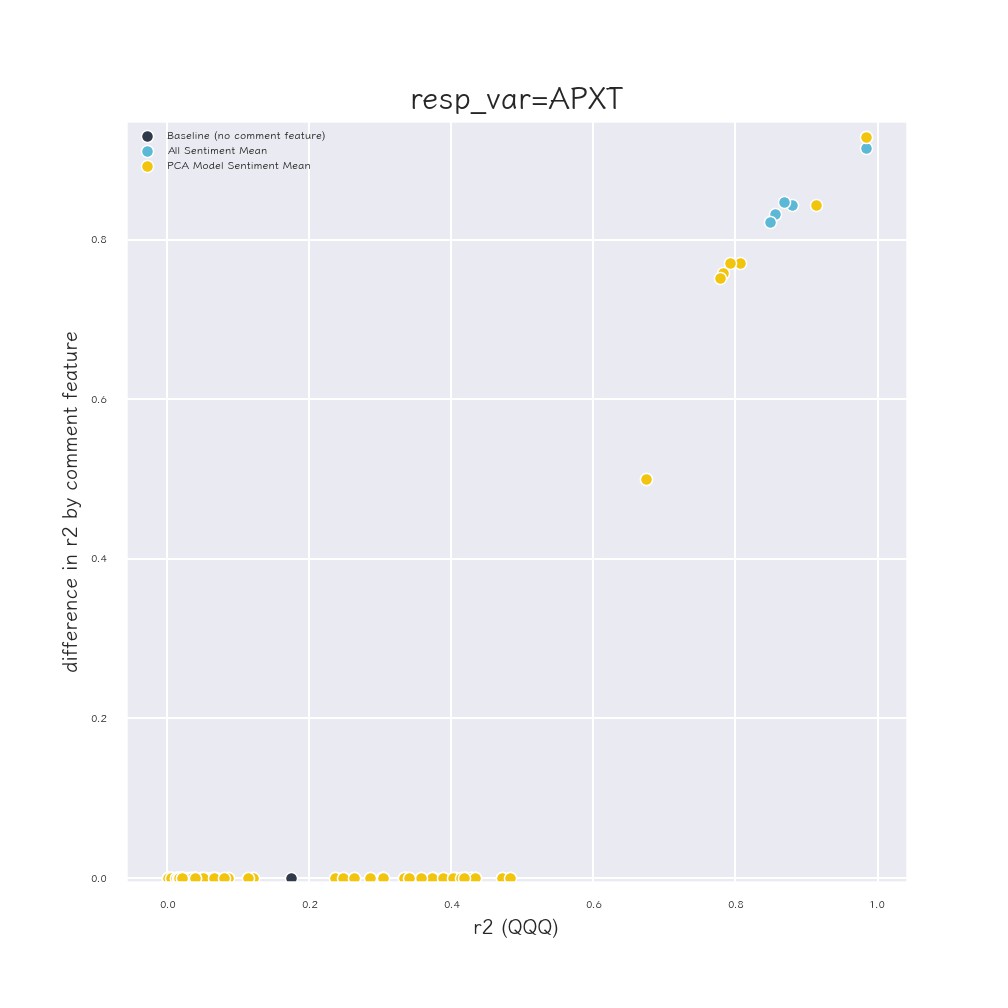 resp_var=APXT
Baseline (no comment feature)
All Sentiment Mean
PCA Model Sentiment Mean
difference in r2 by comment feature
0.8
0.6
0.4
0.2
0.0
0.0 0.2 0.4 0.6 0.8 1.0
r2 (QQQ)